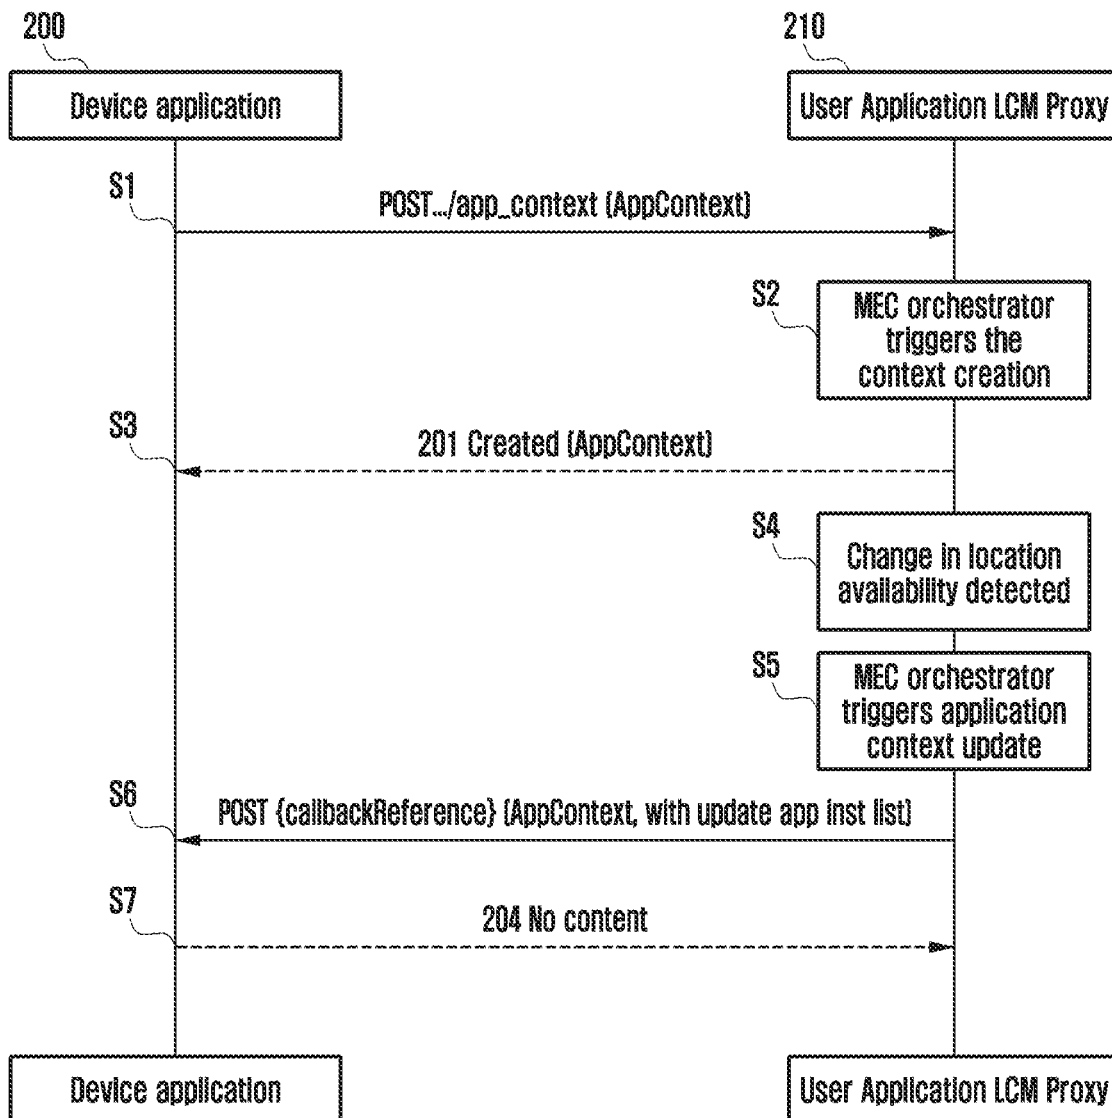 200
210
Device application
User Application LCM Proxy
S1
POST.../app_context (AppContext)
S2
MEC orchestrator
triggers the
context creation
S3
201 Created (AppContext)
S4
Change in location
availability detected
S5
MEC orchestrator
triggers application
context update
S6
POST {callbackReference} (AppContext, with update app inst list)
S7
204 No content
Device application
User Application LCM Proxy